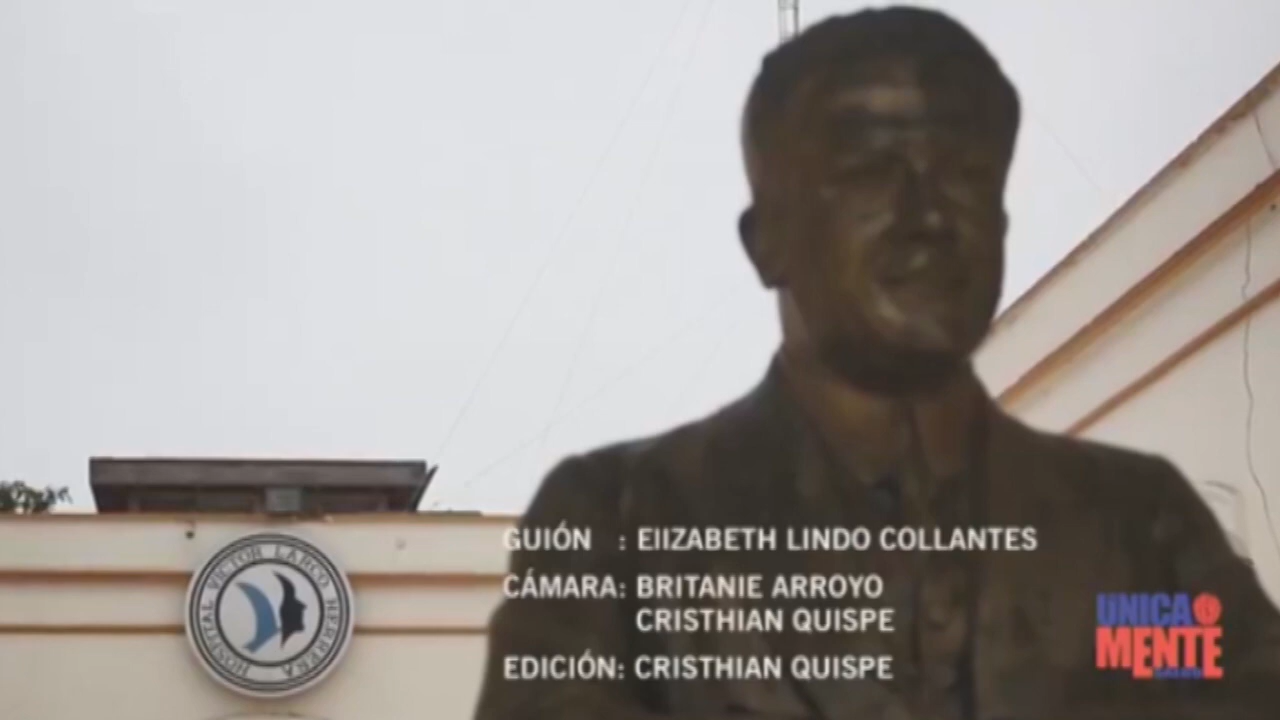 HOSPITAL VICTOR LARCO HERRERA
GUIÓN : EIIZABETH LINDO COLLANTES
CÁMARA: BRITANIE ARROYO
CRISTHIAN QUISPE
EDICIÓN: CRISTHIAN QUISPE
UNICA
MENTE